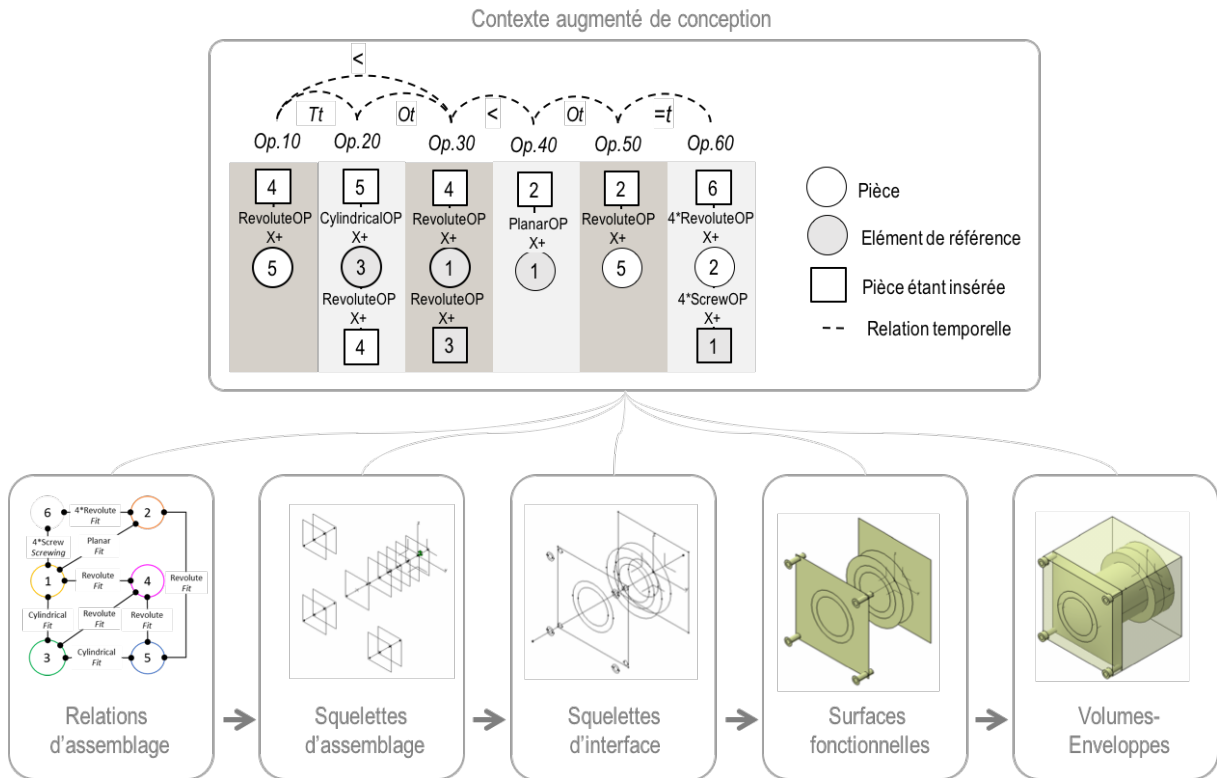 Contexte augmenté de conception
<
Tt
Ot
<
Ot
=t
Op.10
Op.20
Op.30
Op.40
Op.50
Op.60
4
5
4
2
2
6
RevoluteOP
CylindricalOP
RevoluteOP
PlanarOP
RevoluteOP
4*RevoluteOP
X+
X+
X+
X+
X+
X+
5
3
1
1
5
2
RevoluteOP
RevoluteOP
4*ScrewOP
X+
X+
X+
4
3
1
Pièce
Elément de référence
Pièce étant insérée
Relation temporelle
6
4*Revolute
Fit
2
4*Screw
Screwing
Planar
Fit
1
Revolute
Fit
4
Revolute
Fit
Cylindrical
Fit
Revolute
Fit
Revolute
Fit
3
Cylindrical
Fit
5
Relations
d'assemblage
Squelettes
d'assemblage
Squelettes
d'interface
Surfaces
fonctionnelles
Volumes-
Enveloppes